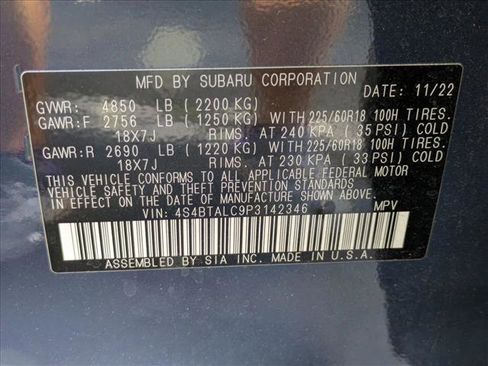 MFD BY SUBARU CORPORATION DATE: 11/22
GVWR: 4850 LB ( 2200 KG)
GAWR:F 2756 LB ( 1250 KG) WITH 225/60R18 100H TIRES.
18X7J RIMS. AT 240 KPA ( 35 PSI) COLD
GAWR:R 2690 LB ( 1220 KG) WITH 225/60R18 100H TIRES.
18X7J RIMS. AT 230 KPA ( 33 PSI) COLD
THIS VEHICLE CONFORMS TO ALL APPLICABLE FEDERAL MOTOR
VEHICLE SAFETY AND THEFT PREVENTION STANDARDS
IN EFFECT ON THE DATE OF MANUFACTURE SHOWN ABOVE.
VIN: 4S4BTALC9P3142346 MPV
ASSEMBLED BY SIA IN U.S.A.